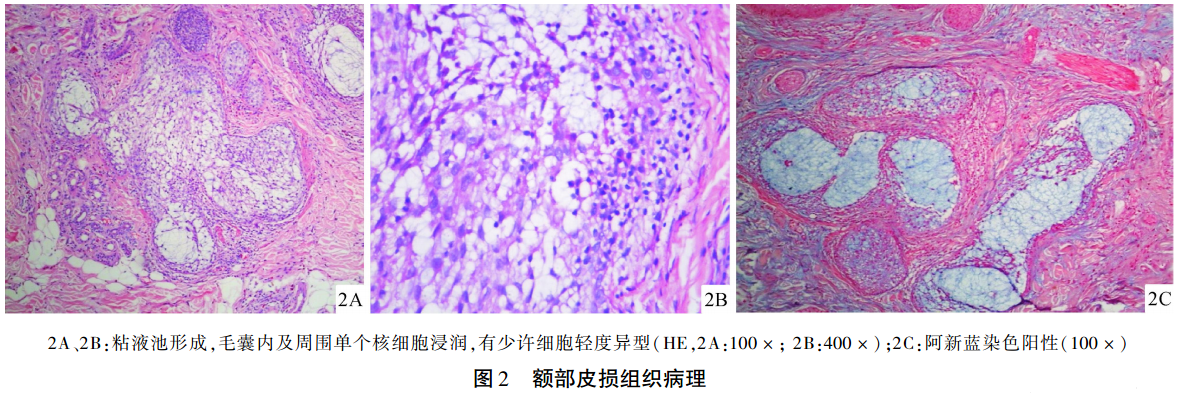 2A
2B
2C
2A、2B:粘液池形成,毛囊内及周围单个核细胞浸润,有少许细胞轻度异型(HE,2A:100×; 2B:400×);2C:阿新蓝染色阳性(100×)
图2 额部皮损组织病理